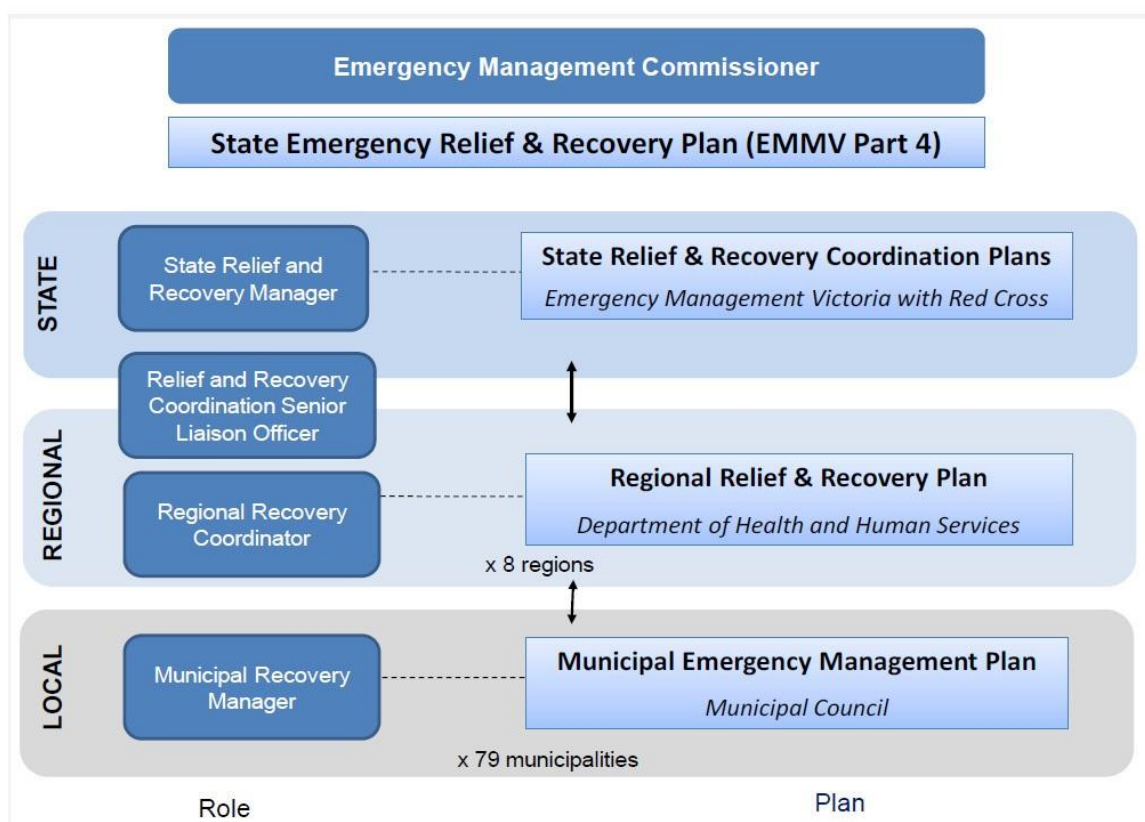 Emergency Management Commissioner
State Emergency Relief & Recovery Plan (EMMV Part 4)
STATE
State Relief and
Recovery Manager
State Relief & Recovery Coordination Plans
Emergency Management Victoria with Red Cross
Relief and Recovery
Coordination Senior
Liaison Officer
REGIONAL
Regional Recovery
Coordinator
Regional Relief & Recovery Plan
Department of Health and Human Services
x 8 regions
LOCAL
Municipal Recovery
Manager
Municipal Emergency Management Plan
Municipal Council
x 79 municipalities
Role
Plan